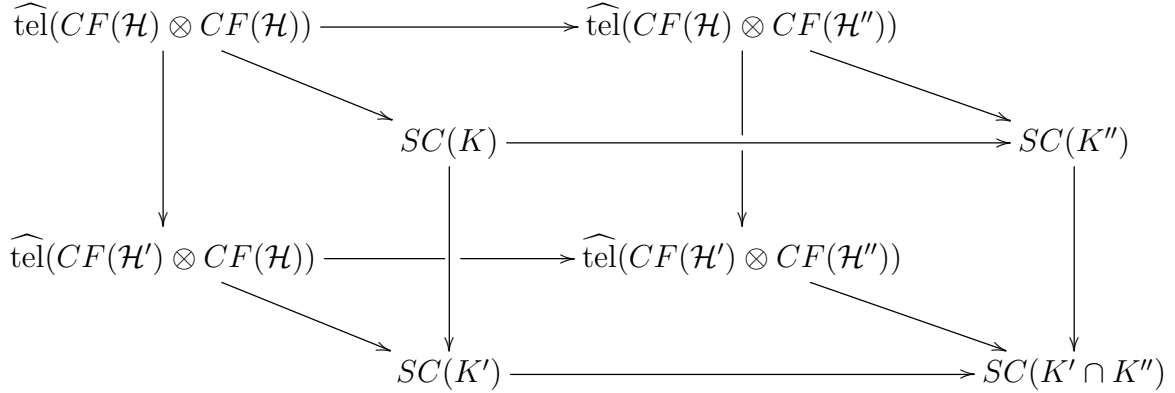 $\widehat{\text{tel}}(CF(\mathcal{H}) \otimes CF(\mathcal{H}))$ $\widehat{\text{tel}}(CF(\mathcal{H}) \otimes CF(\mathcal{H}''))$
$SC(K)$ $SC(K'')$
$\widehat{\text{tel}}(CF(\mathcal{H}') \otimes CF(\mathcal{H}))$ $\widehat{\text{tel}}(CF(\mathcal{H}') \otimes CF(\mathcal{H}''))$
$SC(K')$ $SC(K' \cap K'')$